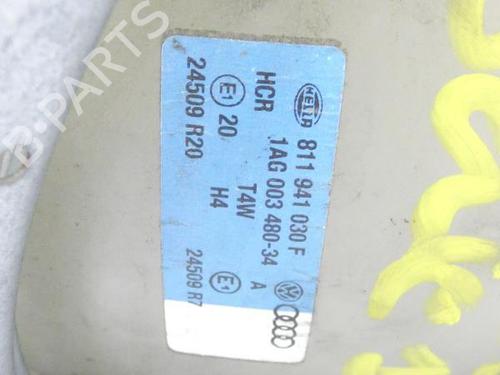 HELLA 811 941 030 F
HCR 1AG 003 480-34 A
E1 20 T4W
24509 R20 H4
E1
24509 R7
B-PARTS